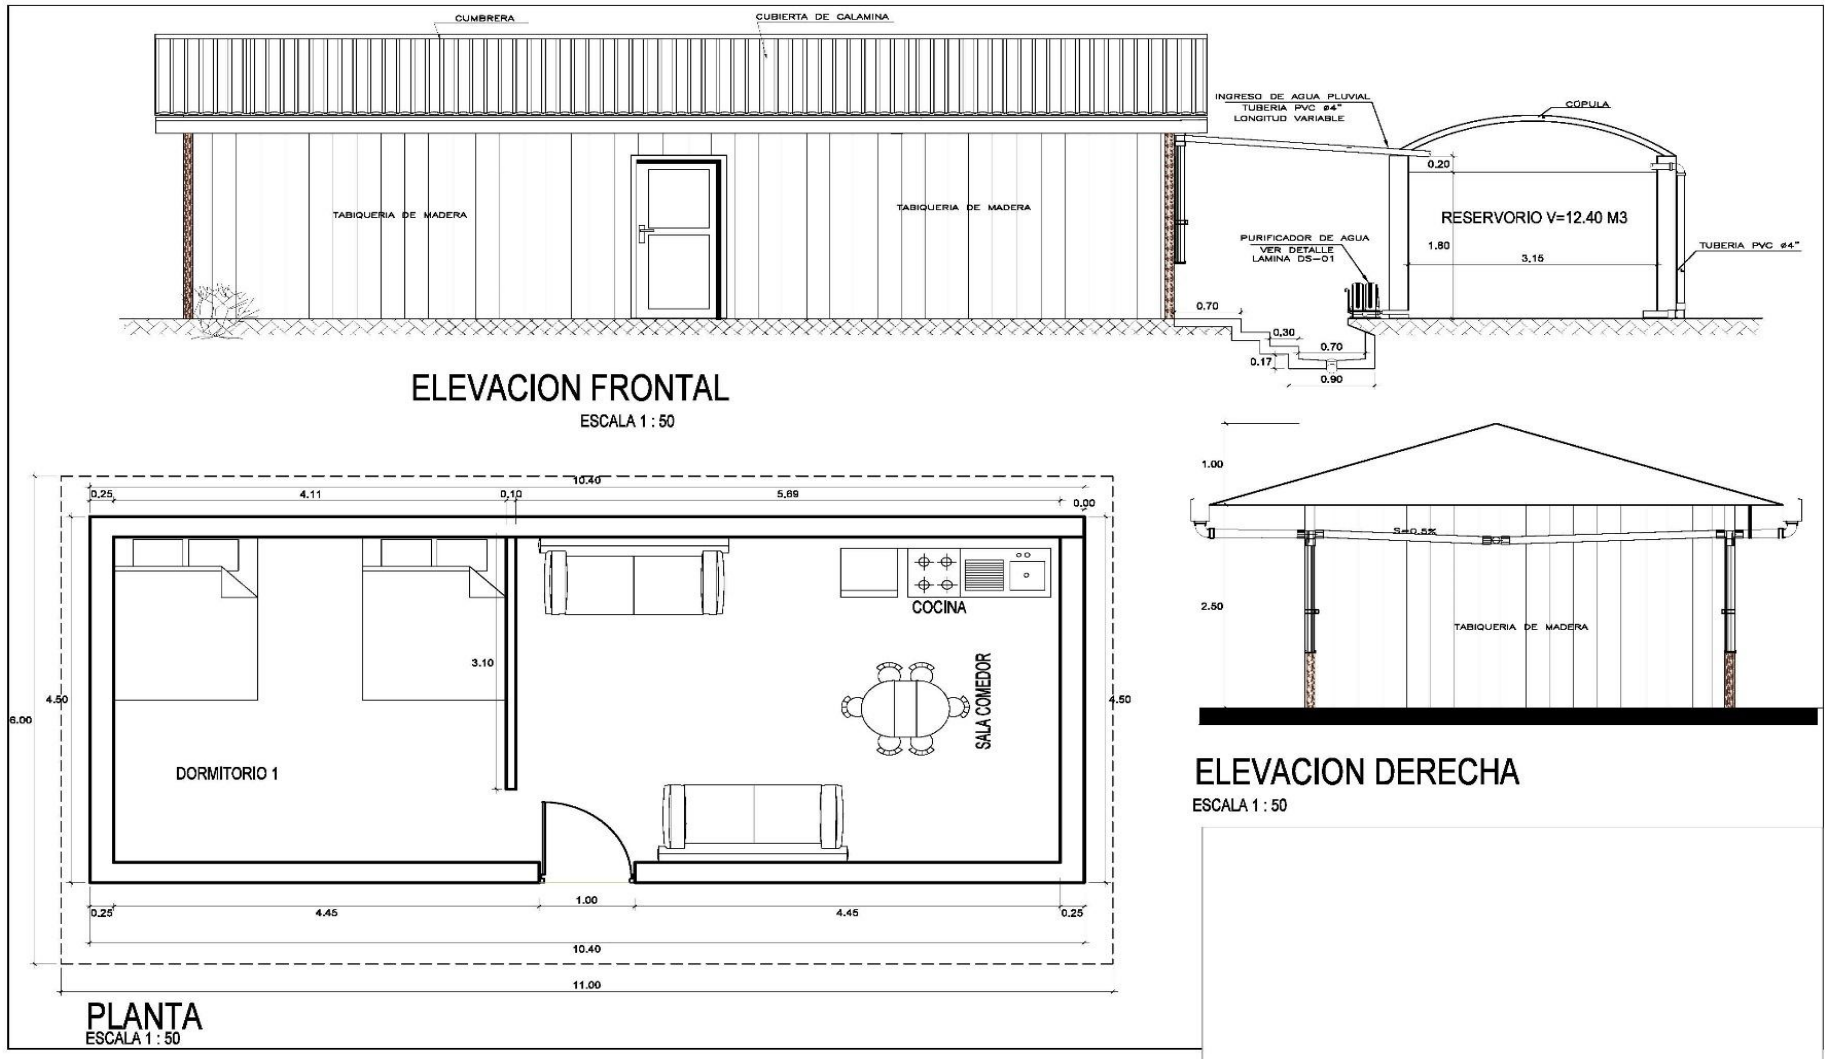 CUMBRERA
CUBIERTA DE CALAMINA
INGRESO DE AGUA PLUVIAL
TUBERIA PVC ø4"
LONGITUD VARIABLE
CÓPULA
0.20
TABIQUERIA DE MADERA
TABIQUERIA DE MADERA
RESERVORIO V=12.40 M3
PURIFICADOR DE AGUA
VER DETALLE
LAMINA DS-01
1.80
3.15
TUBERIA PVC ø4"
0.70
0.30
0.70
0.17
0.90
ELEVACION FRONTAL
ESCALA 1 : 50
1.00
S=0.5%
2.50
TABIQUERIA DE MADERA
ELEVACION DERECHA
ESCALA 1 : 50
10.40
0.25
4.11
0.10
5.69
0.00
COCINA
3.10
SALA COMEDOR
4.50
4.50
6.00
DORMITORIO 1
0.25
4.45
1.00
4.45
0.25
10.40
11.00
PLANTA
ESCALA 1 : 50